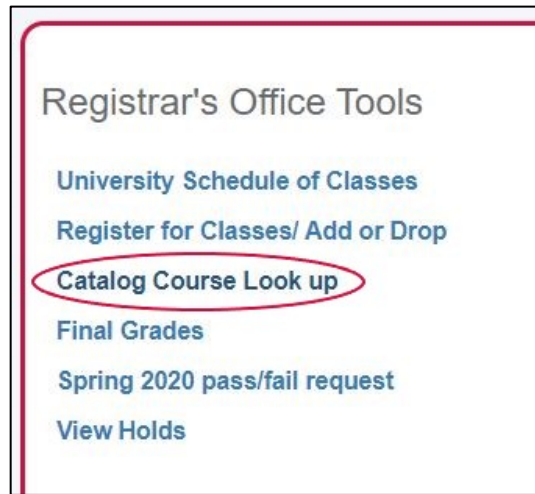 Registrar's Office Tools
University Schedule of Classes
Register for Classes/ Add or Drop
Catalog Course Look up
Final Grades
Spring 2020 pass/fail request
View Holds